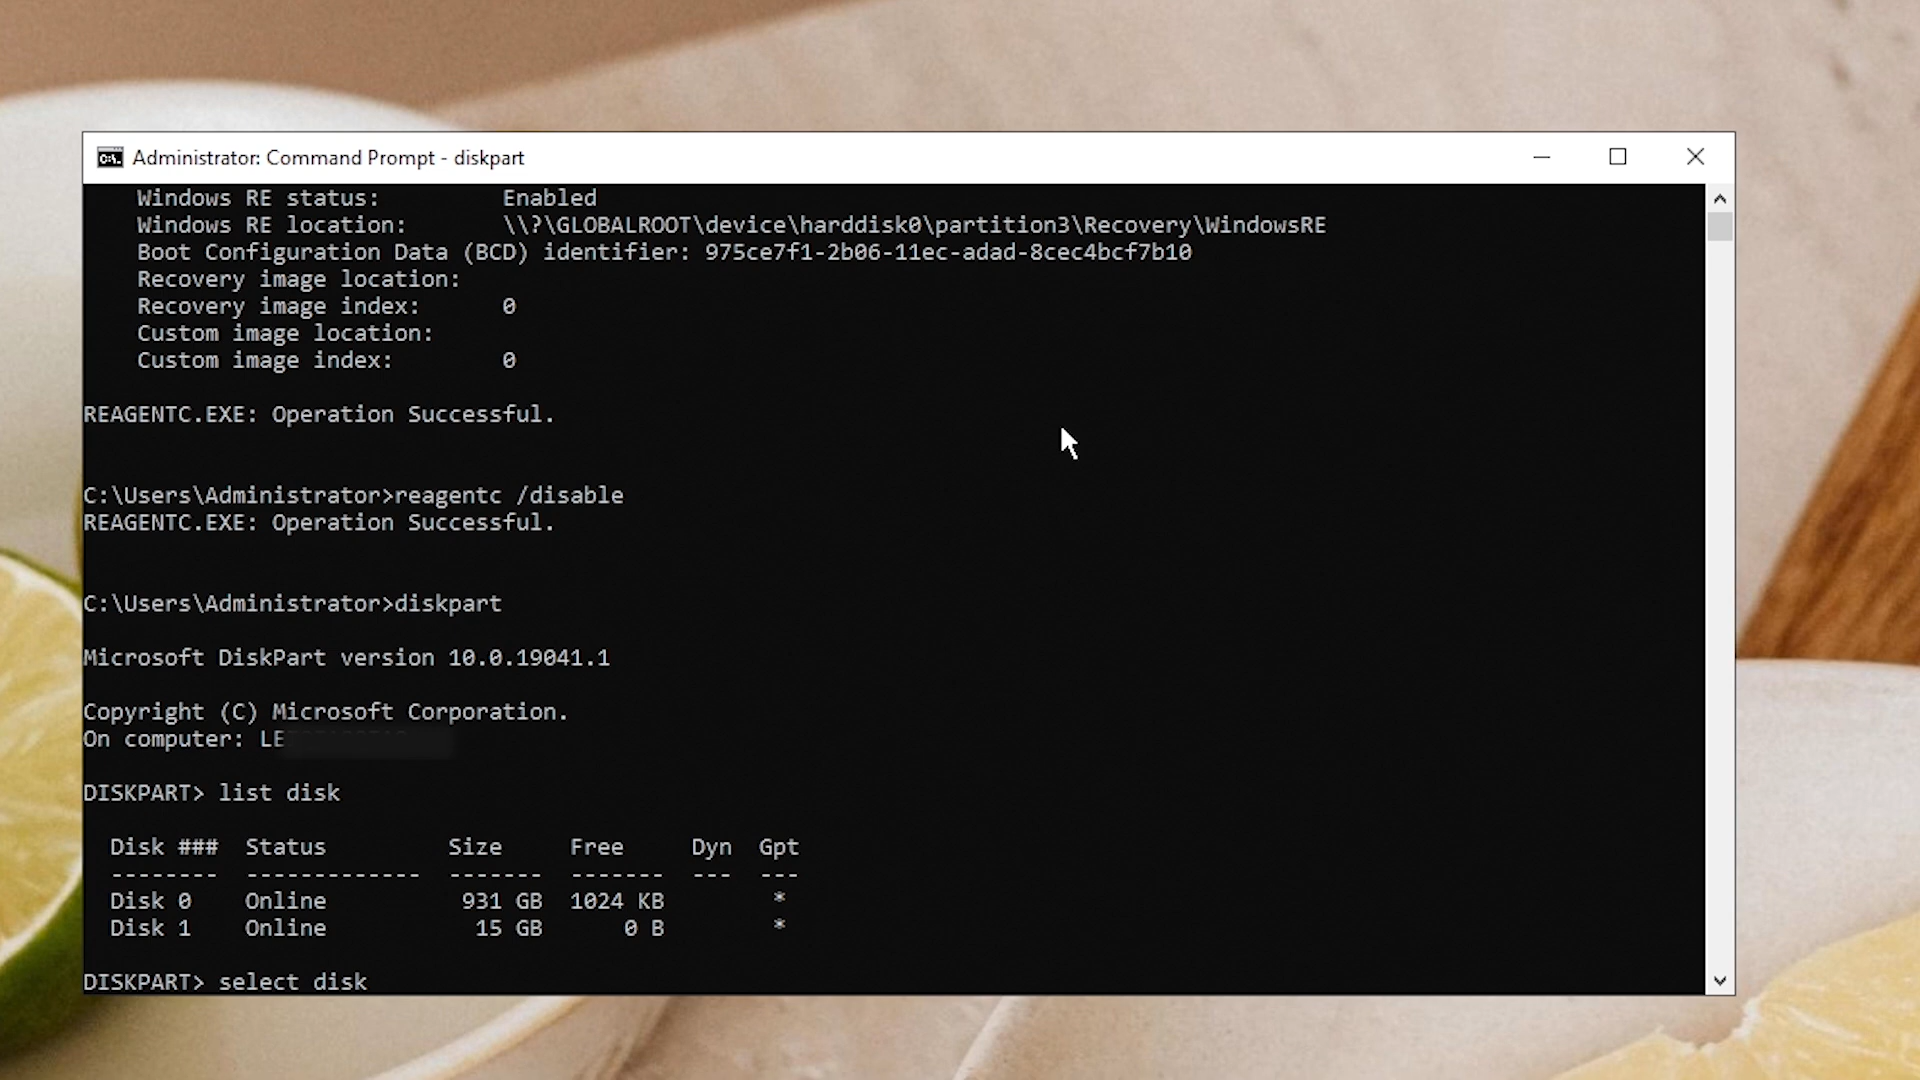 Administrator: Command Prompt - diskpart
Windows RE status: Enabled
Windows RE location: \\?\GLOBALROOT\device\harddisk0\partition3\Recovery\WindowsRE
Boot Configuration Data (BCD) identifier: 975ce7f1-2b06-11ec-adad-8cec4bcf7b10
Recovery image location:
Recovery image index: 0
Custom image location:
Custom image index: 0
REAGENTC.EXE: Operation Successful.
C:\Users\Administrator>reagentc /disable
REAGENTC.EXE: Operation Successful.
C:\Users\Administrator>diskpart
Microsoft DiskPart version 10.0.19041.1
Copyright (C) Microsoft Corporation.
On computer: LE
DISKPART> list disk
Disk ### Status Size Free Dyn Gpt
-------- ------------- ------- ------- --- ---
Disk 0 Online 931 GB 1024 KB *
Disk 1 Online 15 GB 0 B *
DISKPART> select disk